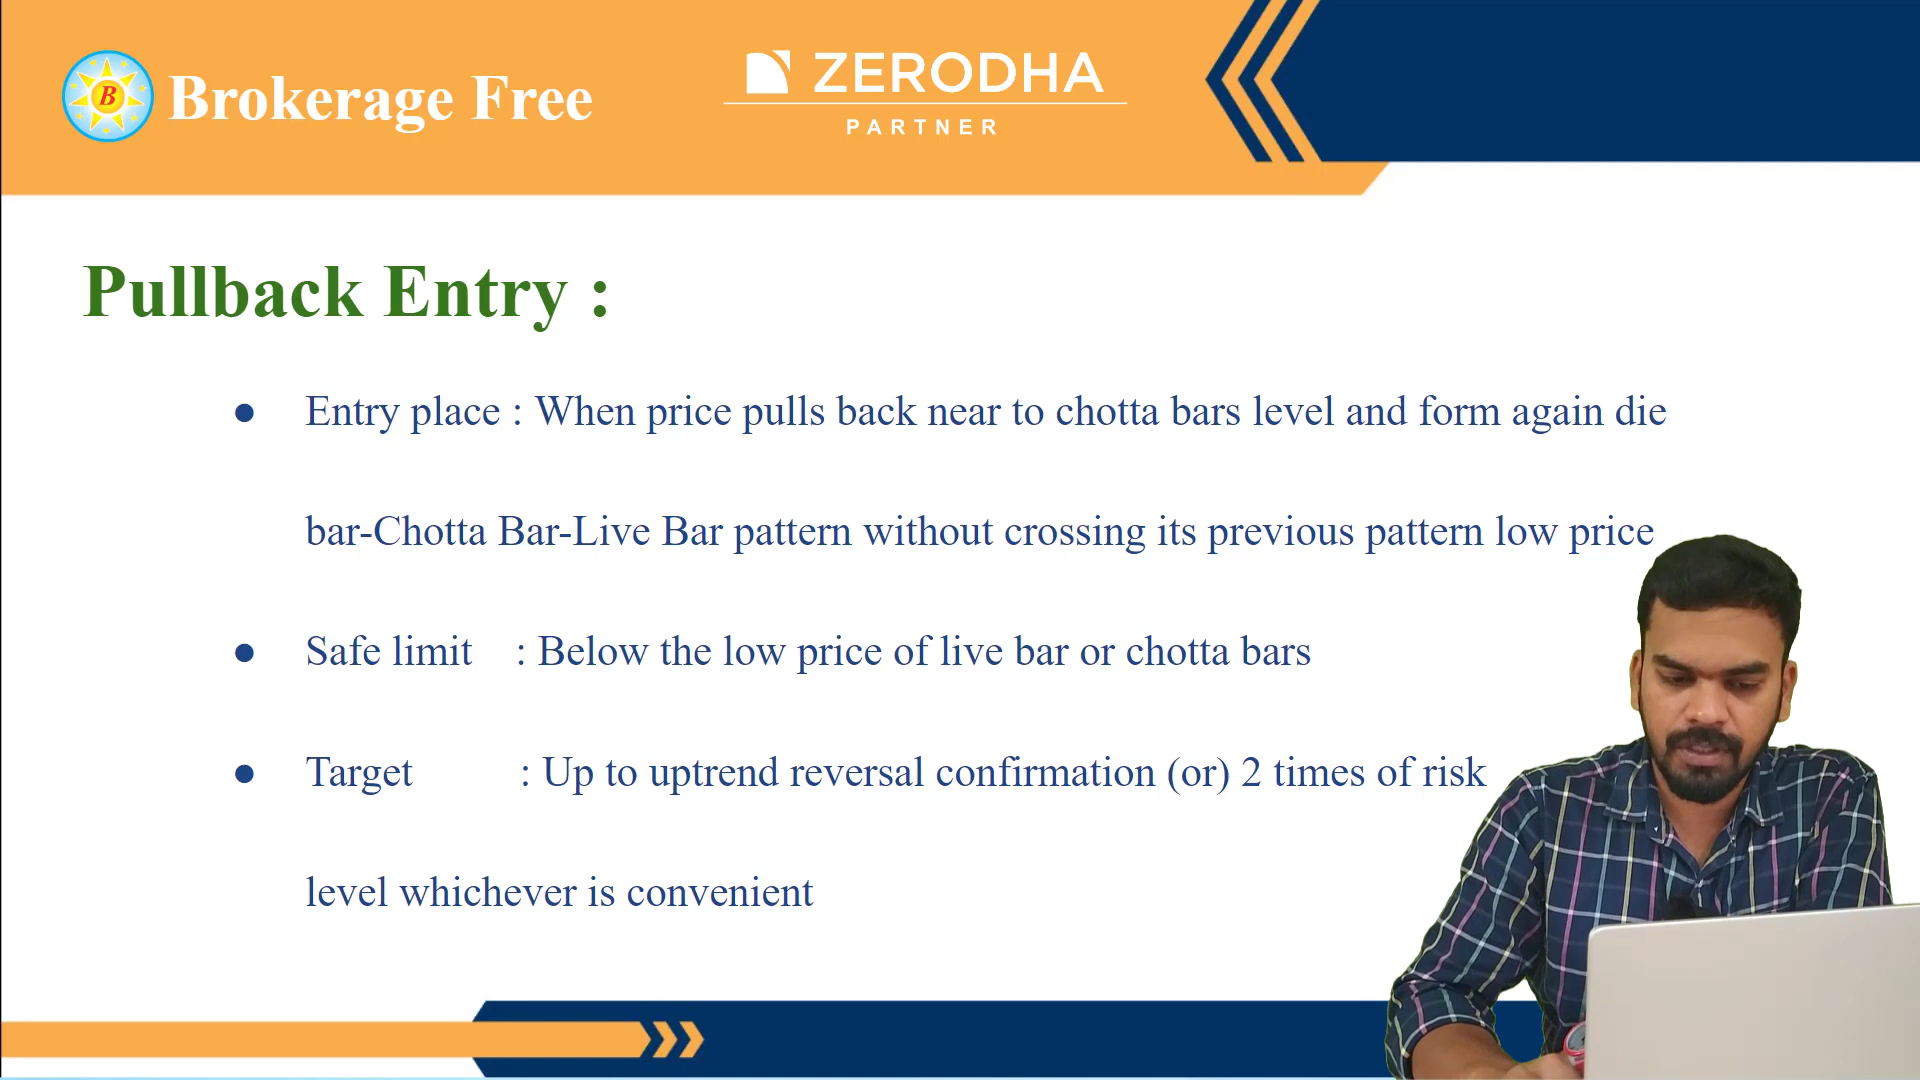 B Brokerage Free
ZERODHA
PARTNER
Pullback Entry :
● Entry place : When price pulls back near to chotta bars level and form again die
bar-Chotta Bar-Live Bar pattern without crossing its previous pattern low price
● Safe limit : Below the low price of live bar or chotta bars
● Target : Up to uptrend reversal confirmation (or) 2 times of risk
level whichever is convenient